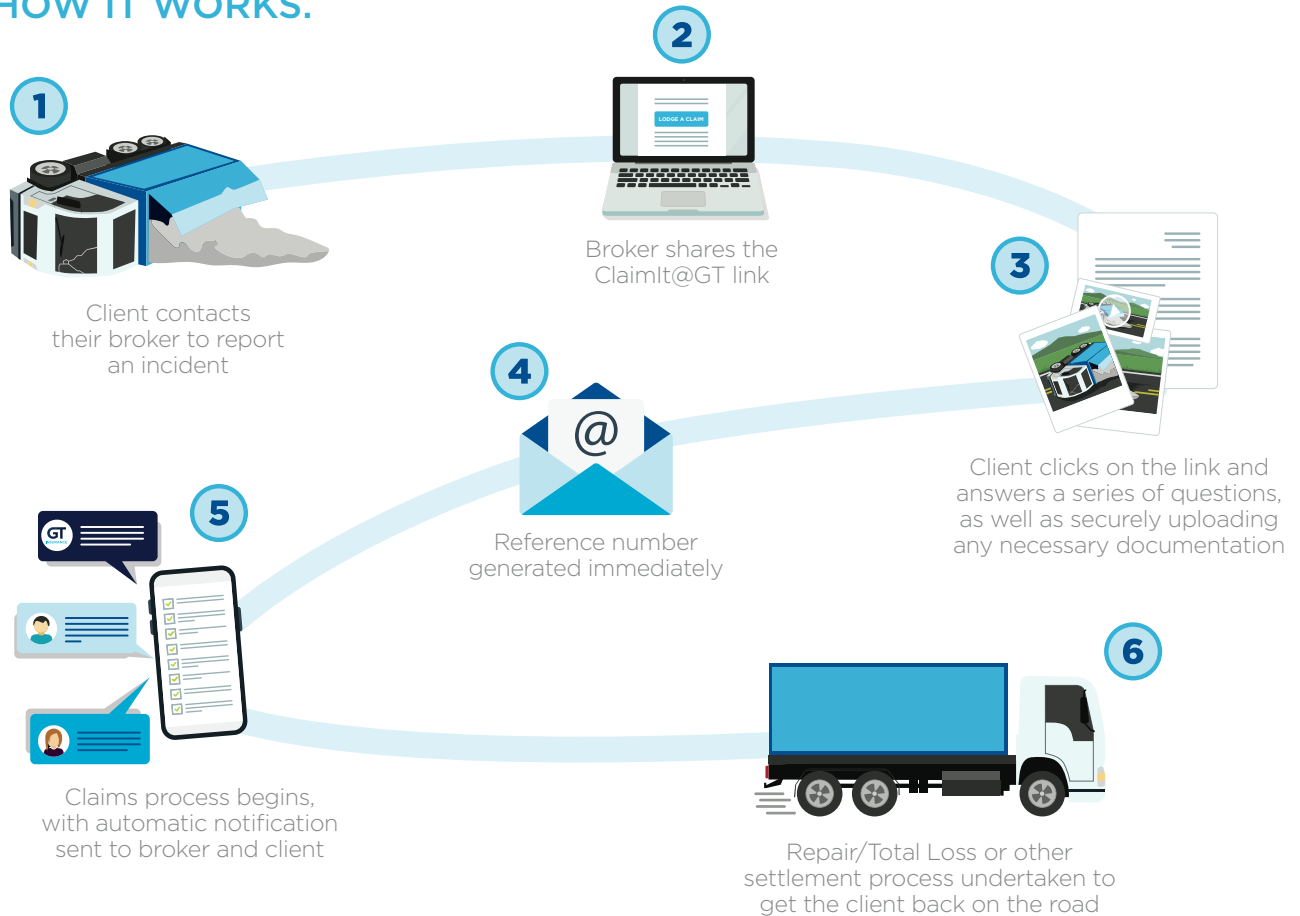 HOW IT WORKS.
1
Client contacts
their broker to report
an incident
2
LODGE A CLAIM
Broker shares the
ClaimIt@GT link
3
Client clicks on the link and
answers a series of questions,
as well as securely uploading
any necessary documentation
4
@
Reference number
generated immediately
5
GT
INSURANCE
Claims process begins,
with automatic notification
sent to broker and client
6
Repair/Total Loss or other
settlement process undertaken to
get the client back on the road